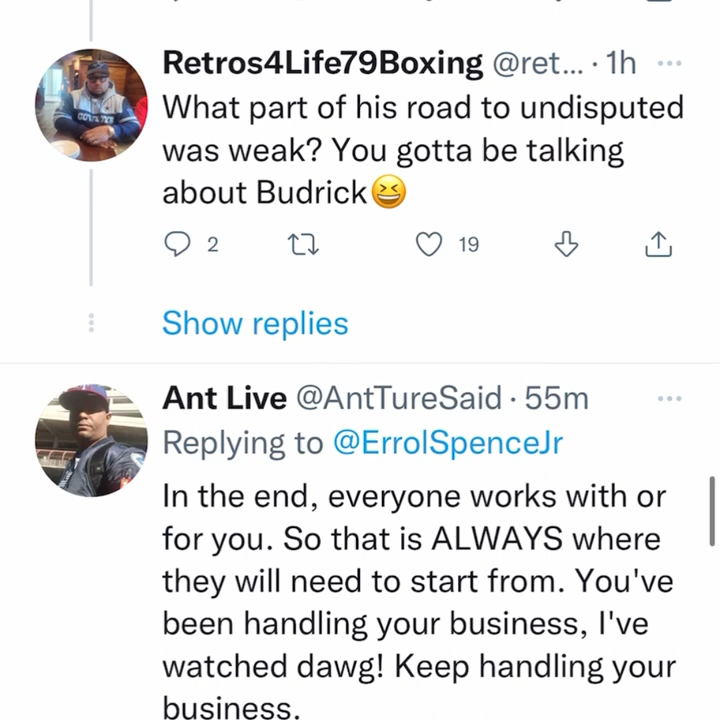 Retros4Life79Boxing @ret... · 1h
What part of his road to undisputed
was weak? You gotta be talking
about Budrick😆
2 19
Show replies
Ant Live @AntTureSaid · 55m
Replying to @ErrolSpenceJr
In the end, everyone works with or
for you. So that is ALWAYS where
they will need to start from. You've
been handling your business, I've
watched dawg! Keep handling your
business.